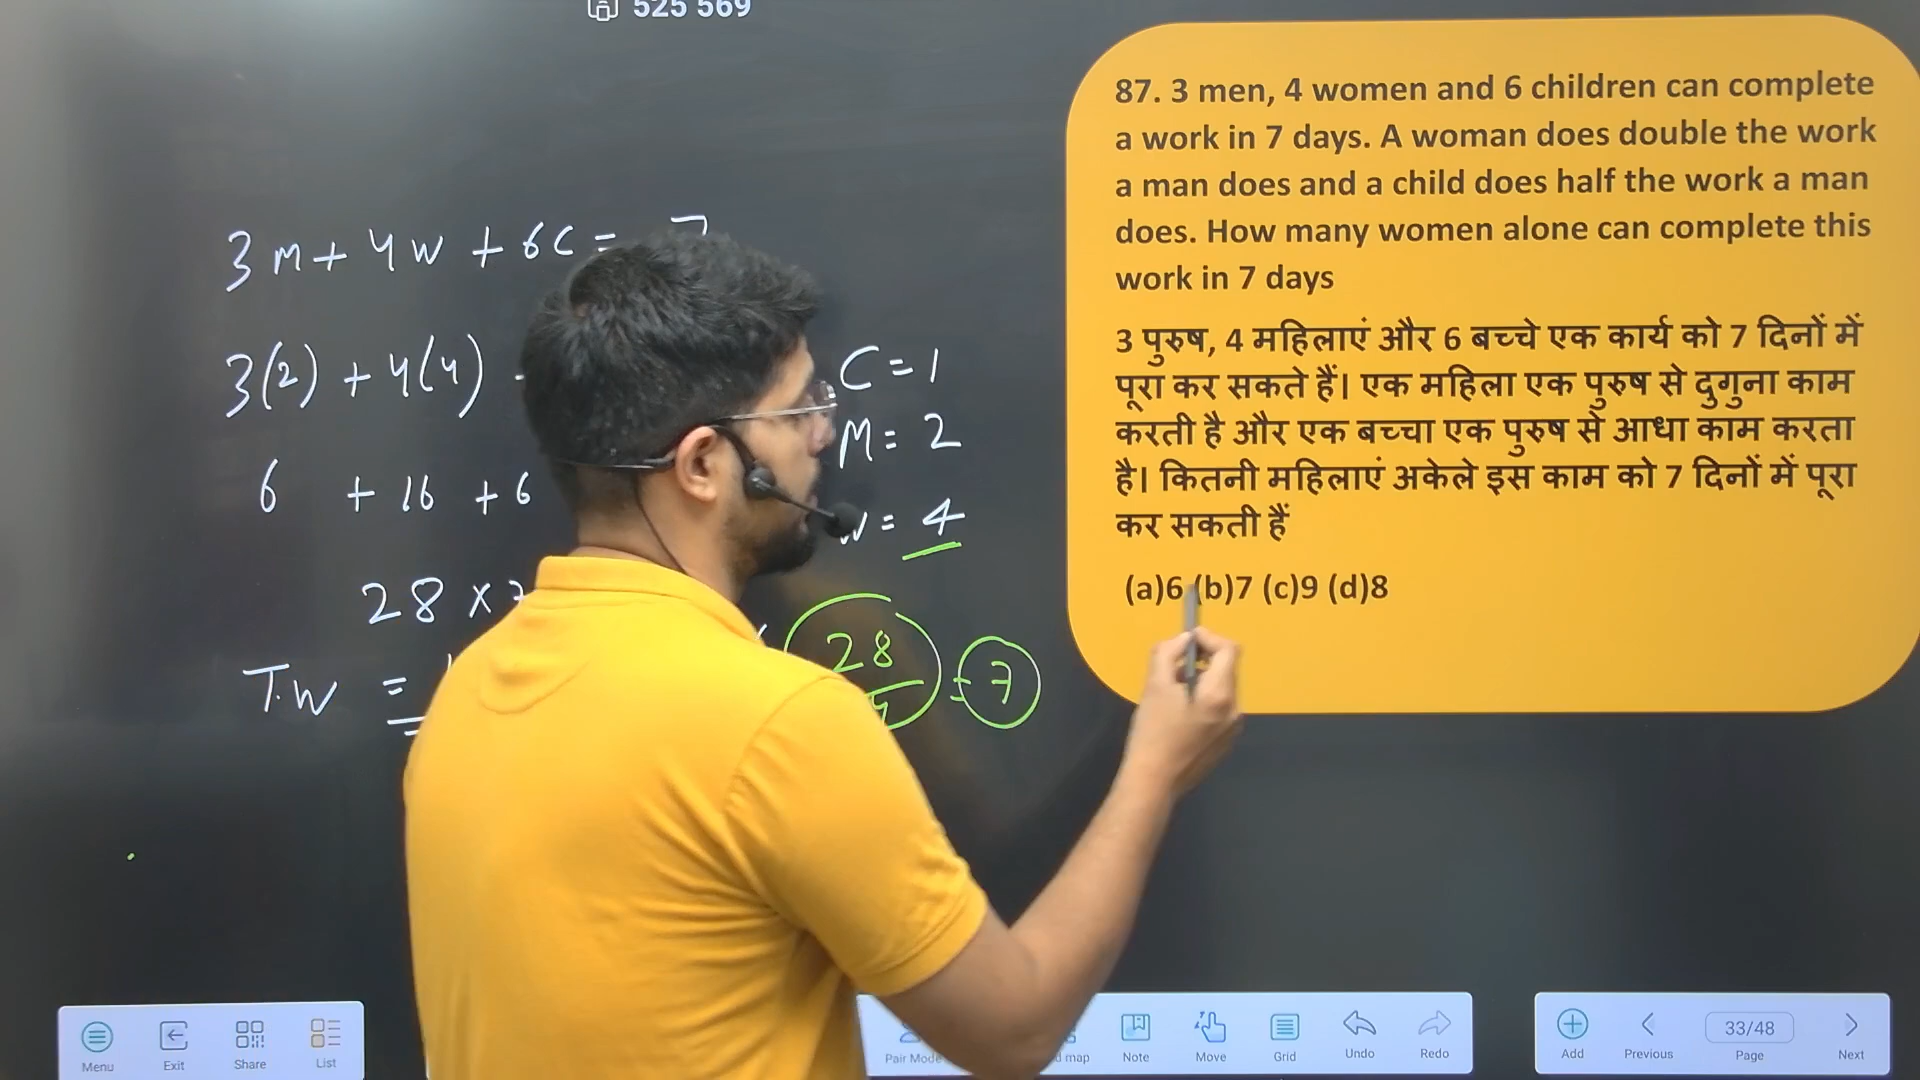 525 569
87. 3 men, 4 women and 6 children can complete
a work in 7 days. A woman does double the work
a man does and a child does half the work a man
does. How many women alone can complete this
work in 7 days
3 पुरुष, 4 महिलाएं और 6 बच्चे एक कार्य को 7 दिनों में
पूरा कर सकते हैं। एक महिला एक पुरुष से दुगुना काम
करती है और एक बच्चा एक पुरुष से आधा काम करता
है। कितनी महिलाएं अकेले इस काम को 7 दिनों में पूरा
कर सकती हैं
(a)6 (b)7 (c)9 (d)8
3M + 4W + 6C = 7
3(2) + 4(4)
6 + 16 + 6
28 × 7
T.W =
C = 1
M = 2
W = 4
28
= 7
Menu
Exit
Share
List
Pair Mode
map
Note
Move
Grid
Undo
Redo
Add
Previous
33/48
Page
Next